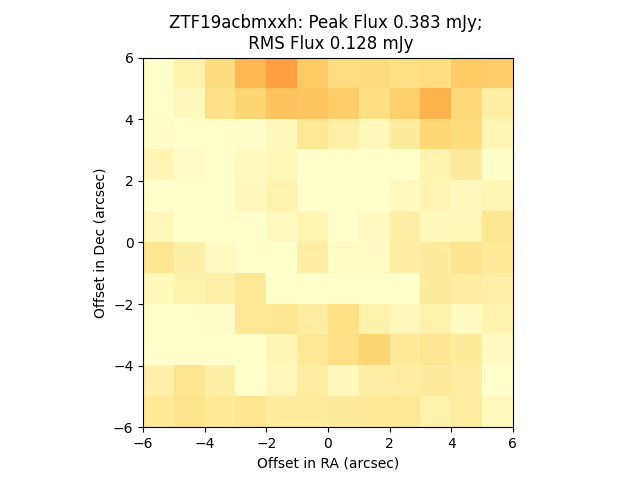 ZTF19acbmxxh: Peak Flux 0.383 mJy;
RMS Flux 0.128 mJy
6
4
2
0
−2
−4
−6
Offset in Dec (arcsec)
−6 −4 −2 0 2 4 6
Offset in RA (arcsec)